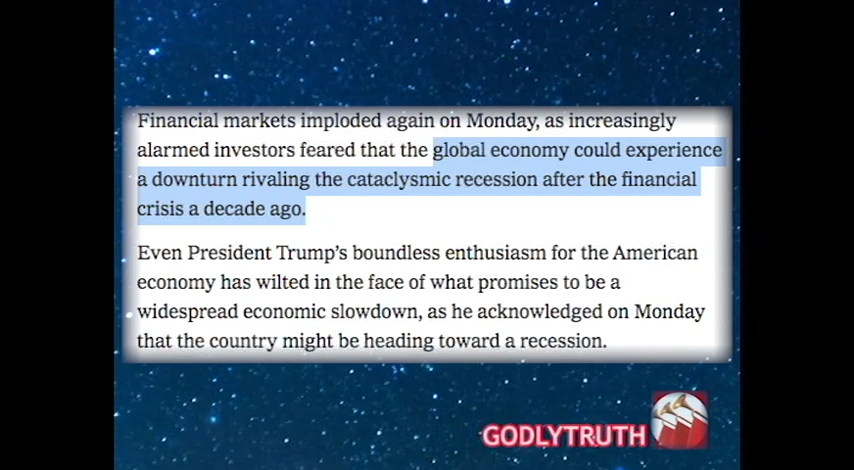 Financial markets imploded again on Monday, as increasingly
alarmed investors feared that the global economy could experience
a downturn rivaling the cataclysmic recession after the financial
crisis a decade ago.
Even President Trump’s boundless enthusiasm for the American
economy has wilted in the face of what promises to be a
widespread economic slowdown, as he acknowledged on Monday
that the country might be heading toward a recession.
GODLYTRUTH